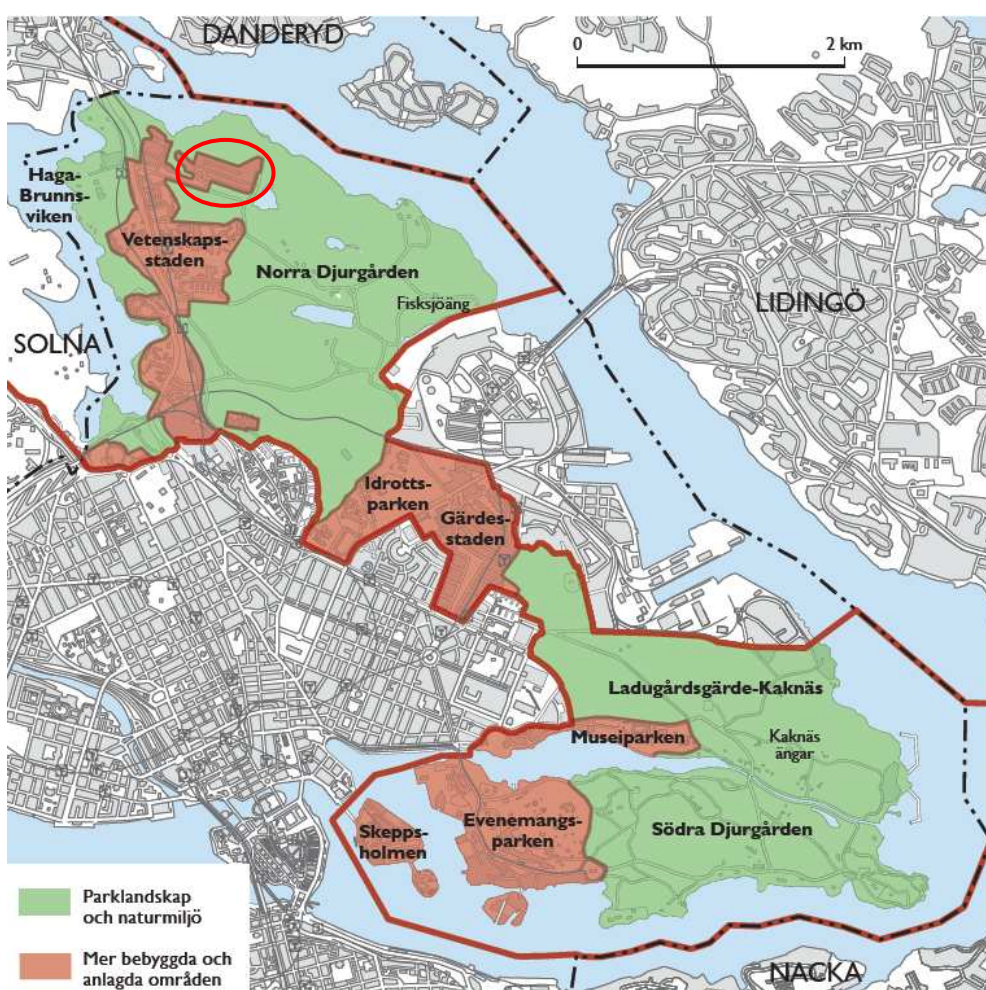 DANDERYD
0
2 km
Haga-
Brunns-
viken
Vetenskaps-
staden
Norra Djurgården
Fisksjöäng
LIDINGÖ
SOLNA
Idrotts-
parken
Gärdes-
staden
Ladugårdsgärde-Kaknäs
Museiparken
Kaknäs
ängar
Skepps-
holmen
Evenemangs-
parken
Södra Djurgården
Parklandskap
och naturmiljö
Mer bebyggda och
anlagda områden
NACKA